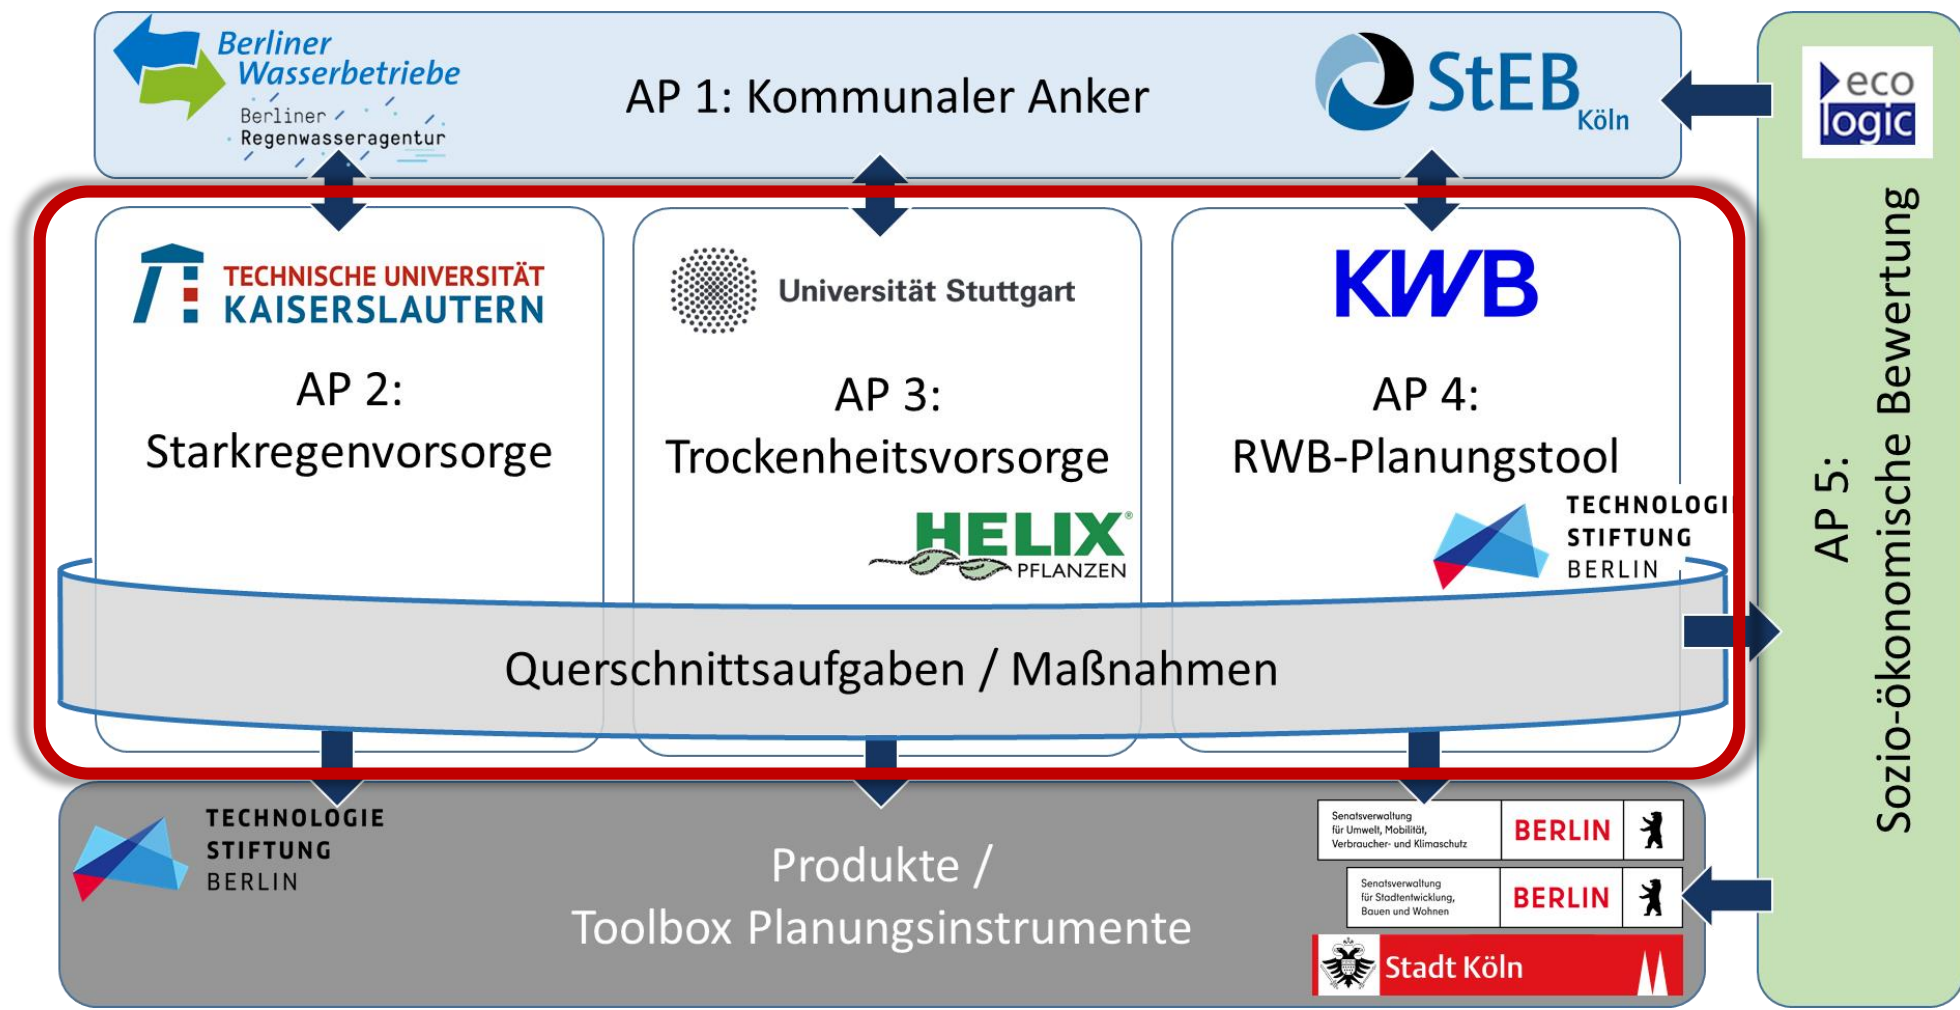 Berliner
Wasserbetriebe
Berliner
Regenwasseragentur
AP 1: Kommunaler Anker
StEB
Köln
eco
logic
TECHNISCHE UNIVERSITÄT
KAISERSLAUTERN
AP 2:
Starkregenvorsorge
Universität Stuttgart
AP 3:
Trockenheitsvorsorge
HELIX®
PFLANZEN
KWB
AP 4:
RWB-Planungstool
TECHNOLOGI
STIFTUNG
BERLIN
Querschnittsaufgaben / Maßnahmen
AP 5:
Sozio-ökonomische Bewertung
TECHNOLOGIE
STIFTUNG
BERLIN
Produkte /
Toolbox Planungsinstrumente
Senatsverwaltung
für Umwelt, Mobilität,
Verbraucher- und Klimaschutz
BERLIN
Senatsverwaltung
für Stadtentwicklung,
Bauen und Wohnen
BERLIN
Stadt Köln